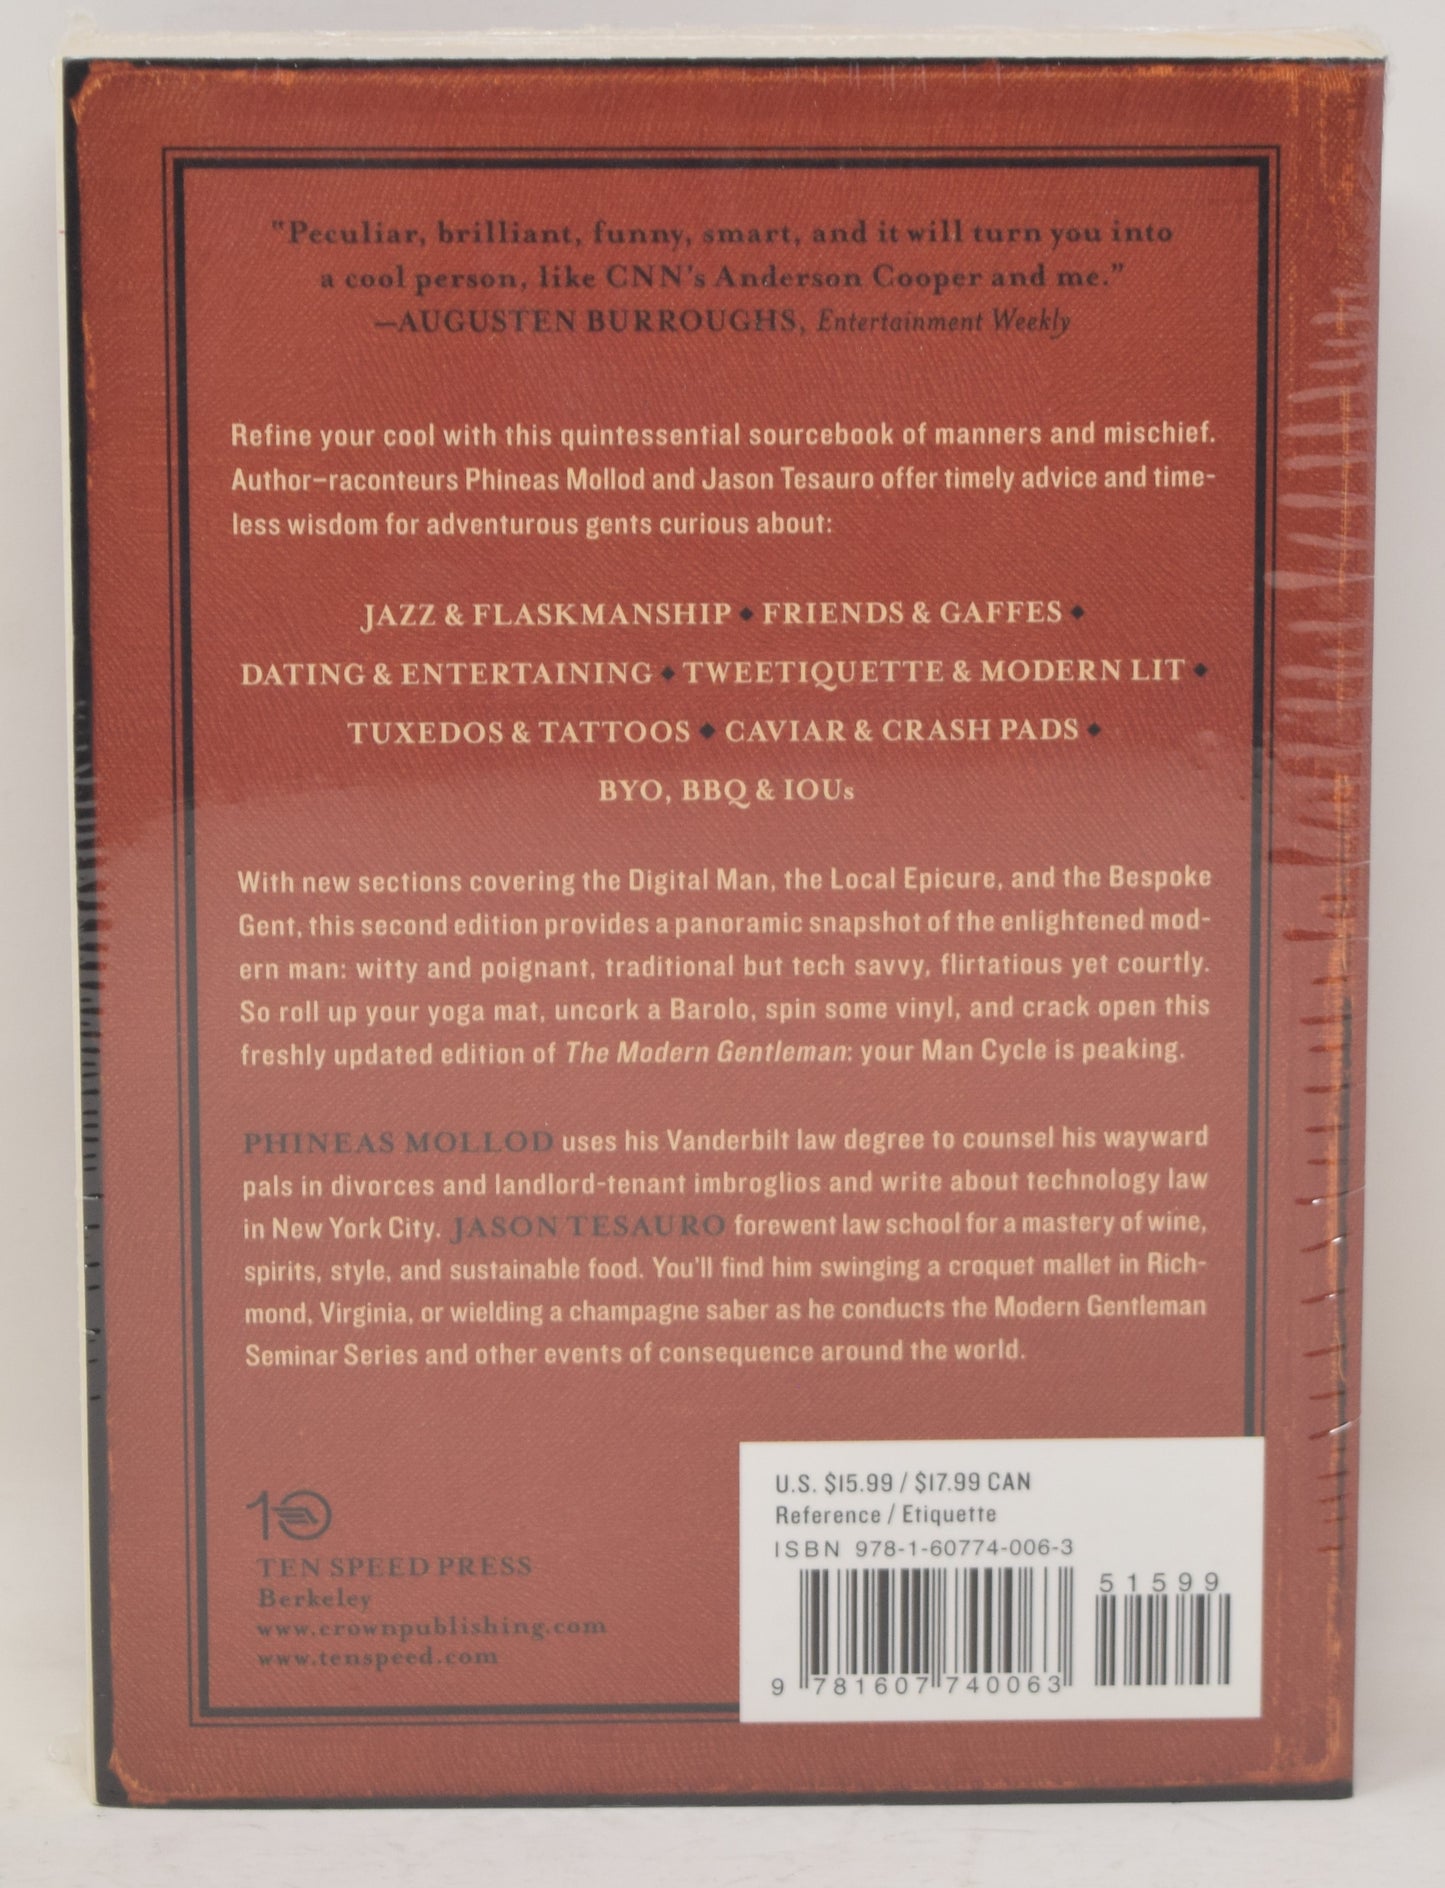 "Peculiar, brilliant, funny, smart, and it will turn you into
a cool person, like CNN's Anderson Cooper and me."
—AUGUSTEN BURROUGHS, Entertainment Weekly
Refine your cool with this quintessential sourcebook of manners and mischief.
Author–raconteurs Phineas Mollod and Jason Tesauro offer timely advice and time-
less wisdom for adventurous gents curious about:
JAZZ & FLASKMANSHIP ◆ FRIENDS & GAFFES ◆
DATING & ENTERTAINING ◆ TWEETIQUETTE & MODERN LIT ◆
TUXEDOS & TATTOOS ◆ CAVIAR & CRASH PADS ◆
BYO, BBQ & IOUs
With new sections covering the Digital Man, the Local Epicure, and the Bespoke
Gent, this second edition provides a panoramic snapshot of the enlightened mod-
ern man: witty and poignant, traditional but tech savvy, flirtatious yet courtly.
So roll up your yoga mat, uncork a Barolo, spin some vinyl, and crack open this
freshly updated edition of The Modern Gentleman: your Man Cycle is peaking.
PHINEAS MOLLOD uses his Vanderbilt law degree to counsel his wayward
pals in divorces and landlord-tenant imbroglios and write about technology law
in New York City. JASON TESAURO forewent law school for a mastery of wine,
spirits, style, and sustainable food. You'll find him swinging a croquet mallet in Rich-
mond, Virginia, or wielding a champagne saber as he conducts the Modern Gentleman
Seminar Series and other events of consequence around the world.
10
TEN SPEED PRESS
Berkeley
www.crownpublishing.com
www.tenspeed.com
U.S. $15.99 / $17.99 CAN
Reference / Etiquette
ISBN 978-1-60774-006-3
51599
9 781607 740063